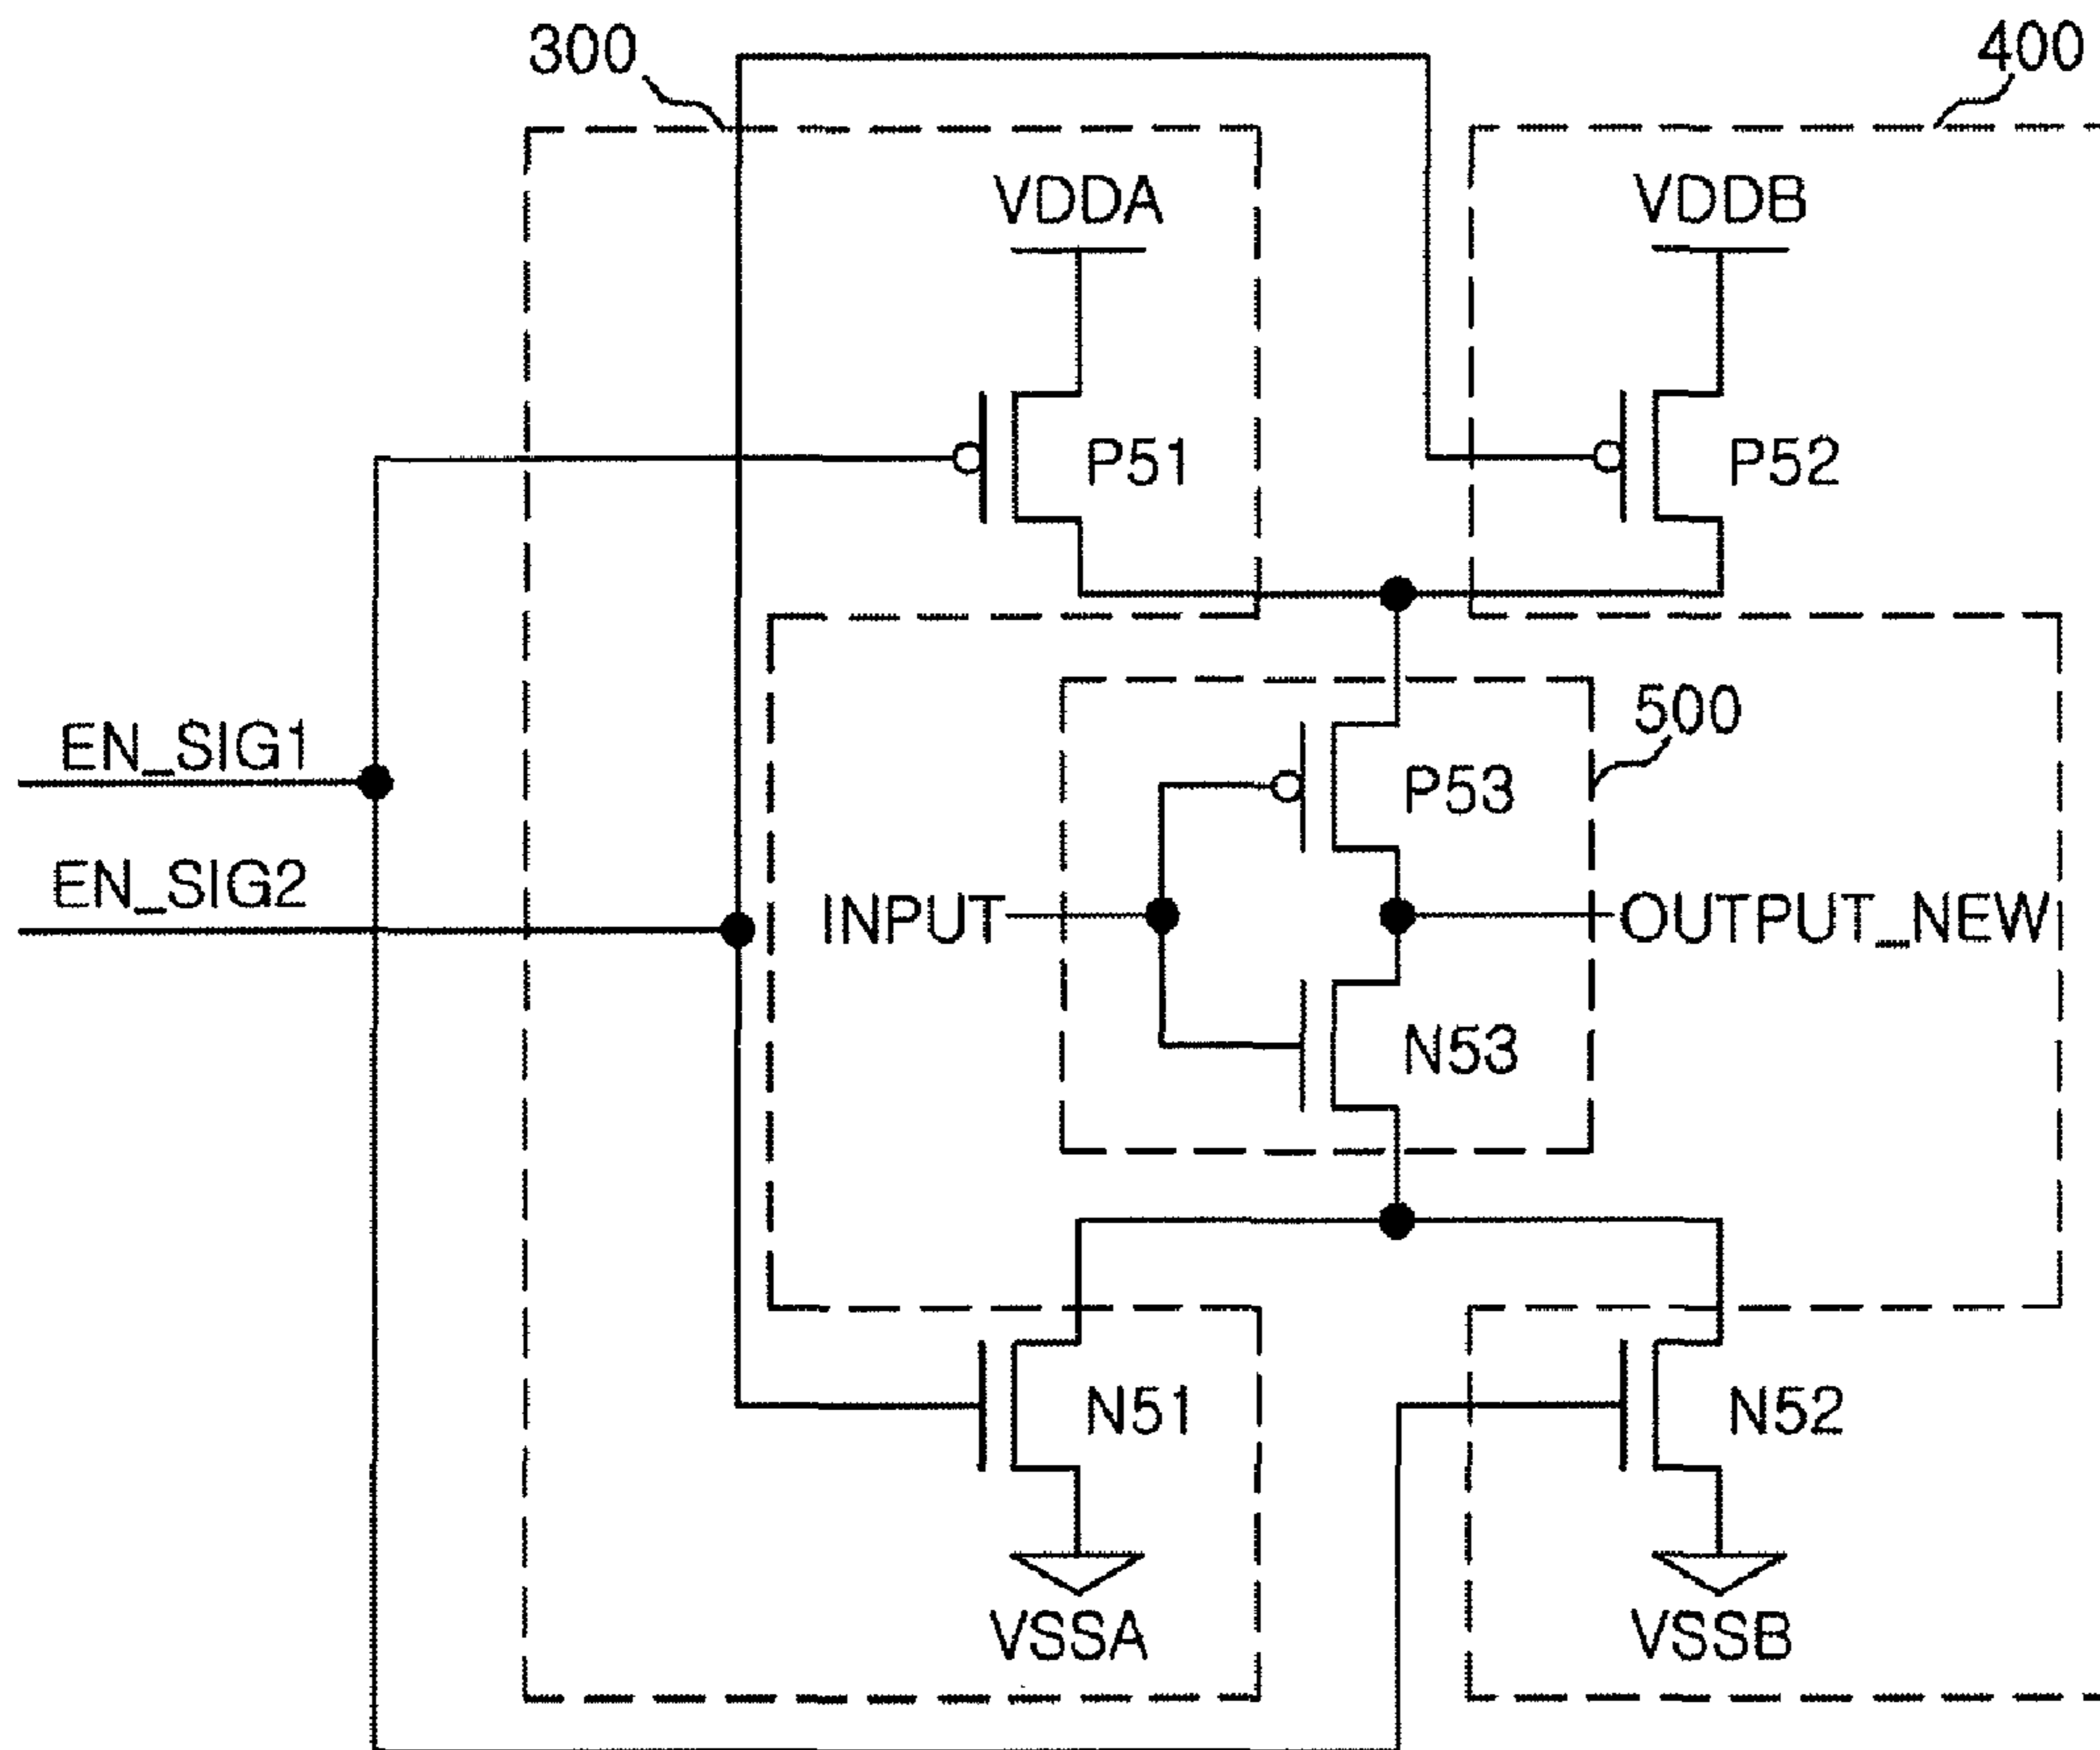 300
400
VDDA
VDDB
P51
P52
500
EN_SIG1
P53
EN_SIG2
INPUT
OUTPUT_NEW
N53
N51
N52
VSSA
VSSB